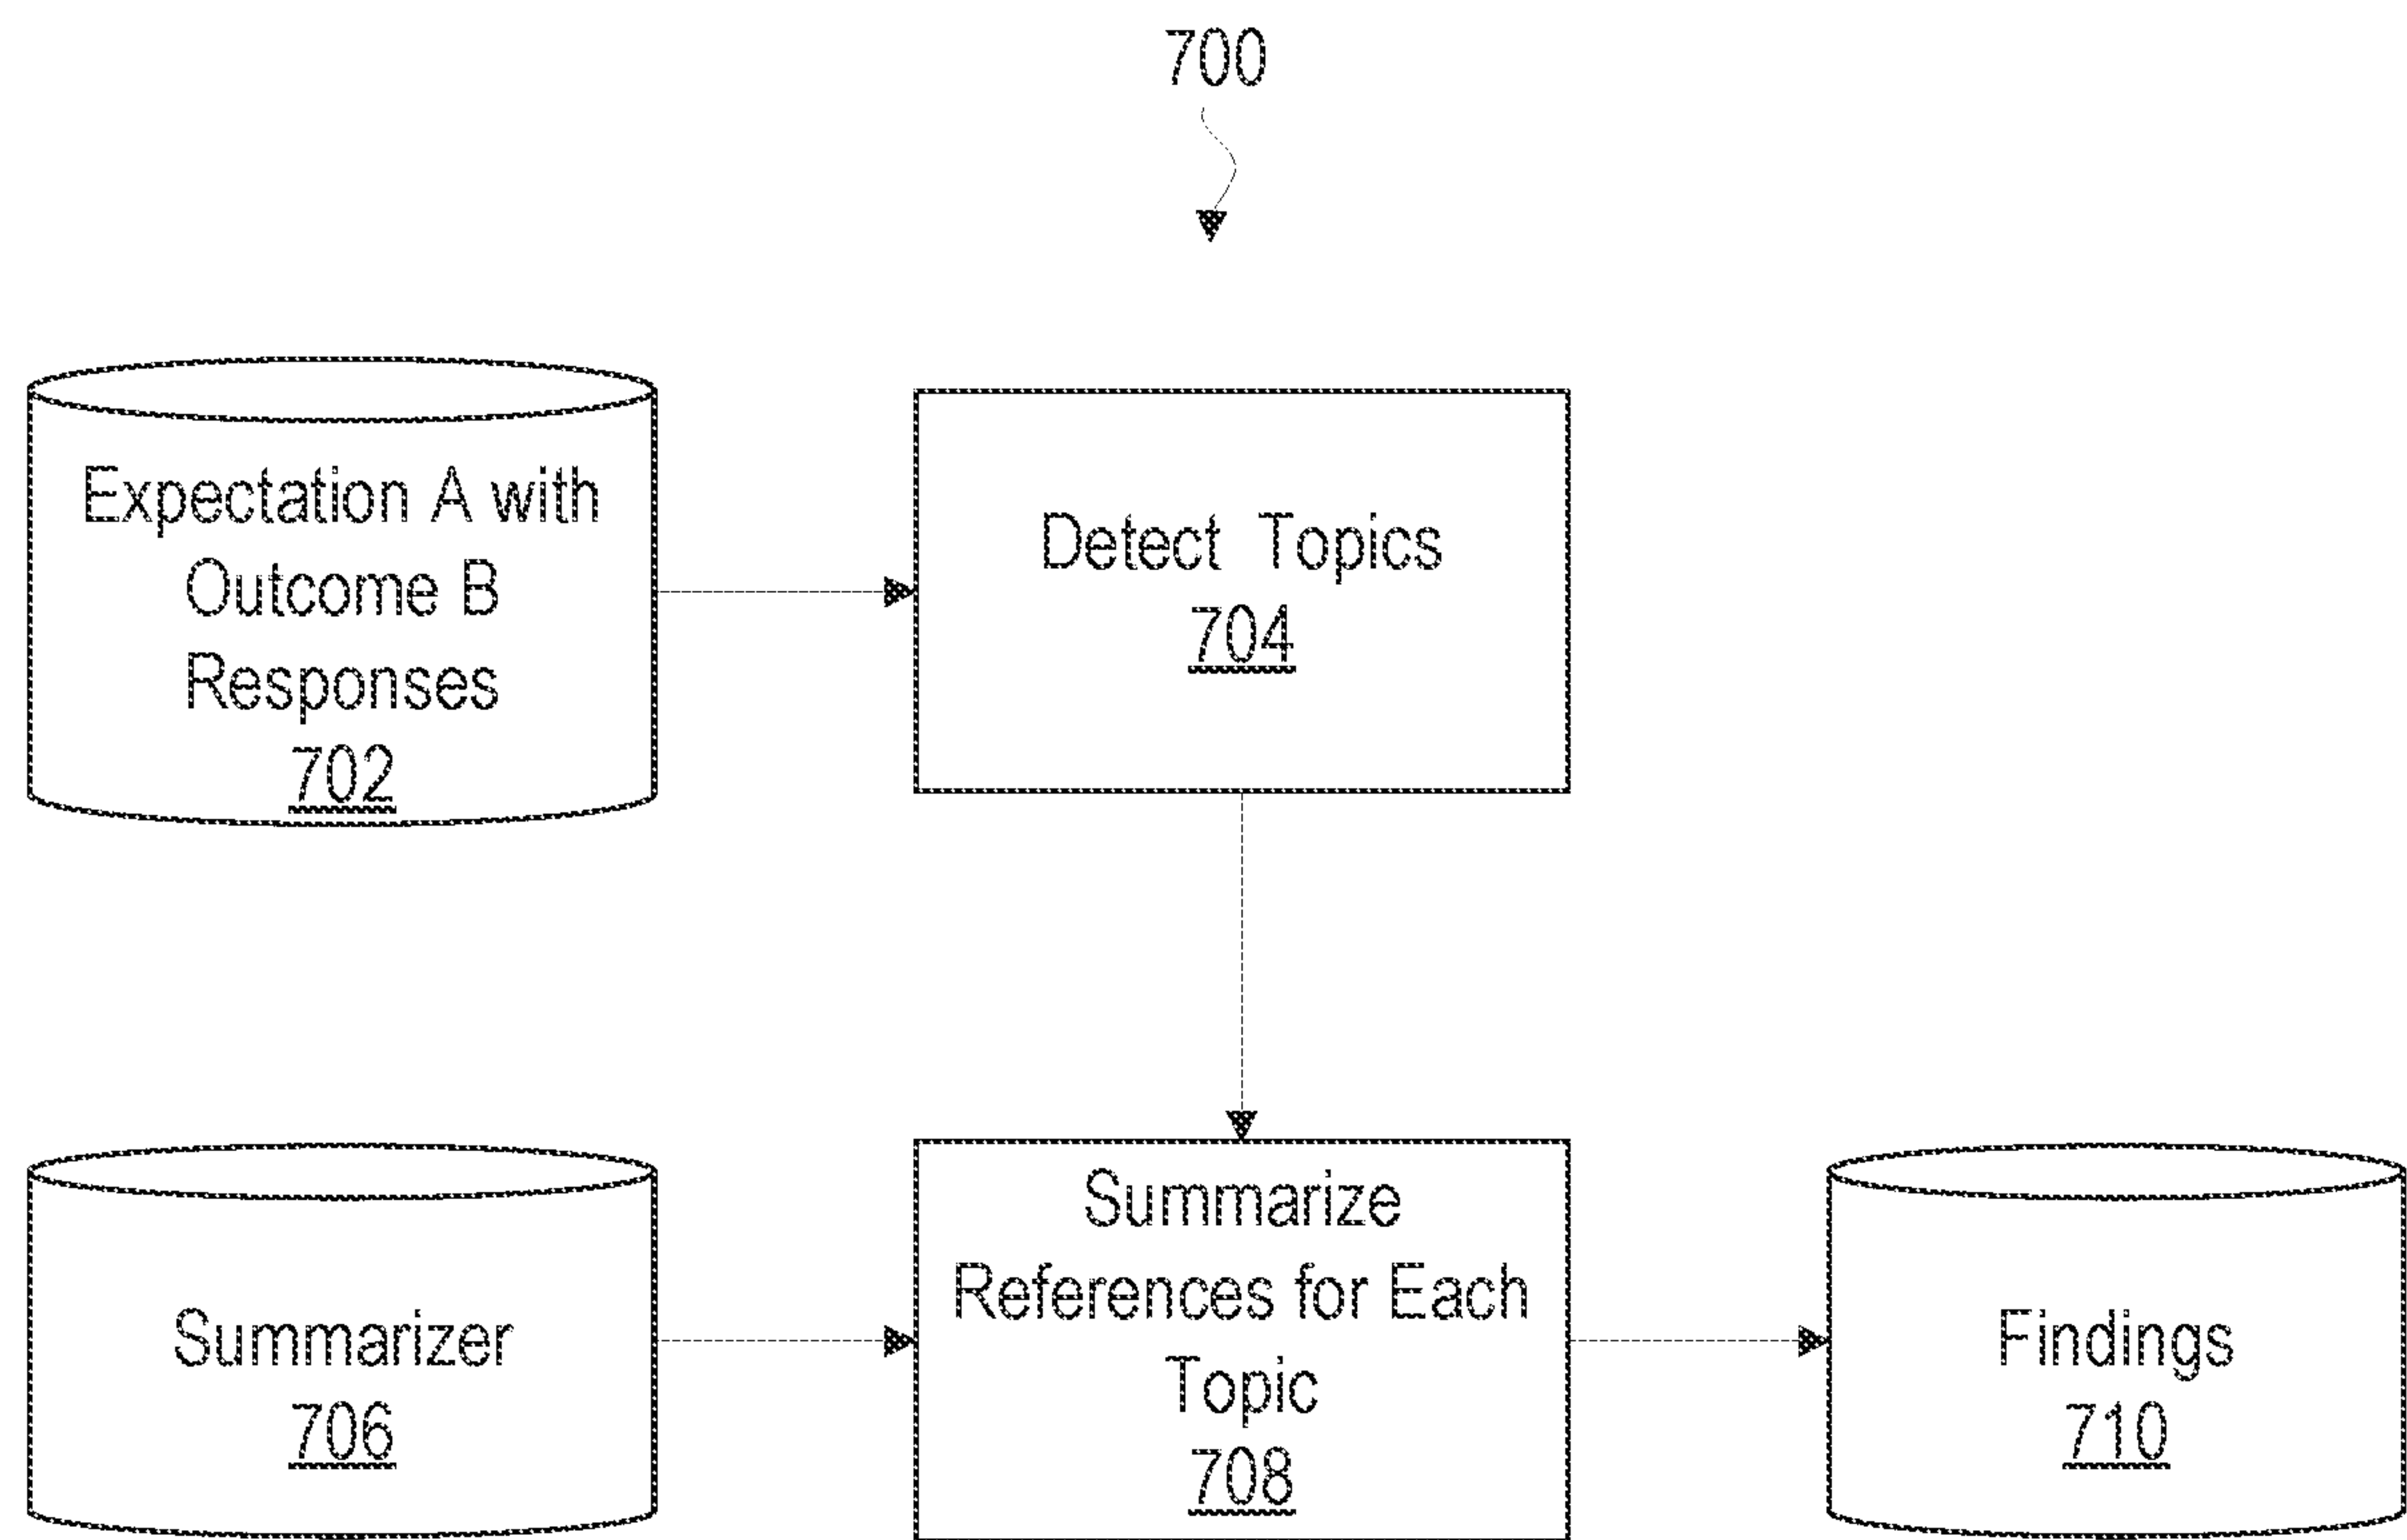 700
Expectation A with
Outcome B
Responses
702
Detect Topics
704
Summarizer
706
Summarize
References for Each
Topic
708
Findings
710